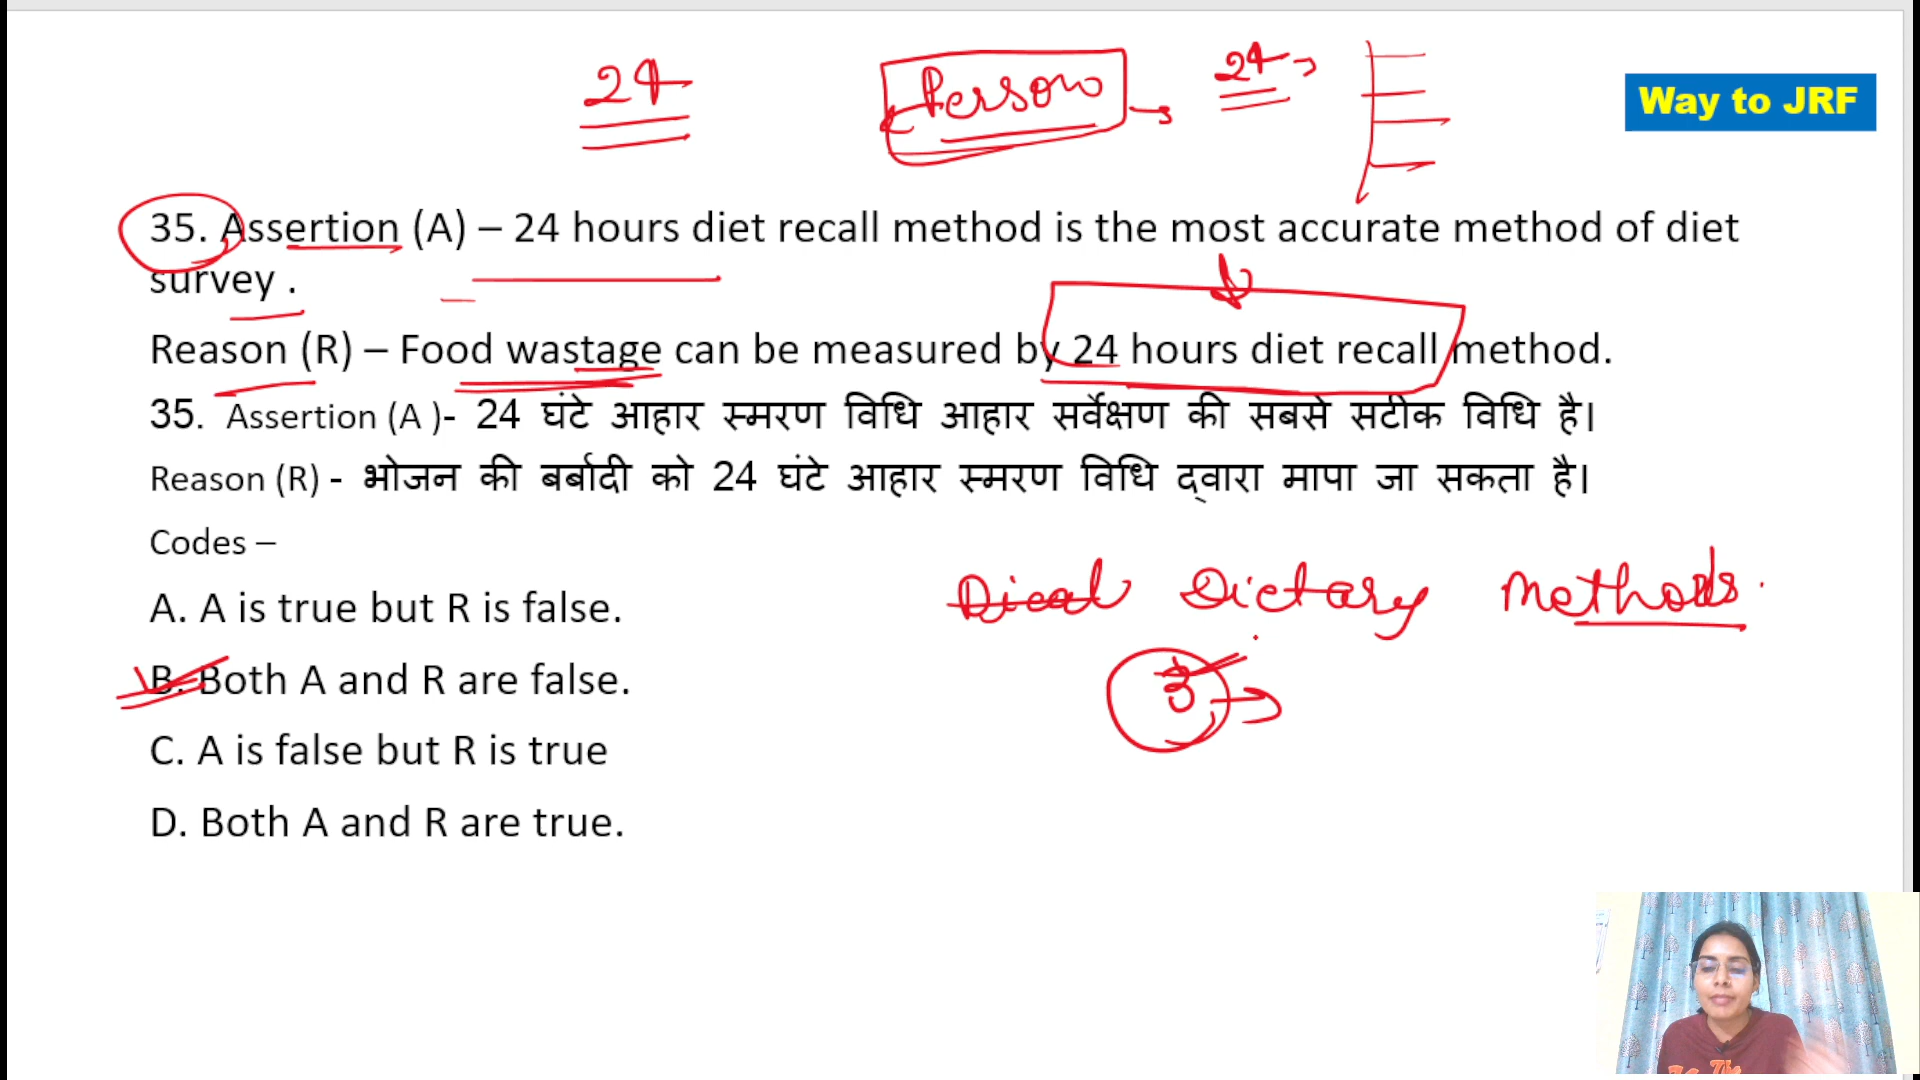 24 Person 24
Way to JRF
35. Assertion (A) – 24 hours diet recall method is the most accurate method of diet
survey .
Reason (R) – Food wastage can be measured by 24 hours diet recall method.
35. Assertion (A )- 24 घंटे आहार स्मरण विधि आहार सर्वेक्षण की सबसे सटीक विधि है।
Reason (R) - भोजन की बर्बादी को 24 घंटे आहार स्मरण विधि द्वारा मापा जा सकता है।
Codes –
Dietary Methods.
A. A is true but R is false.
3
B. Both A and R are false.
C. A is false but R is true
D. Both A and R are true.